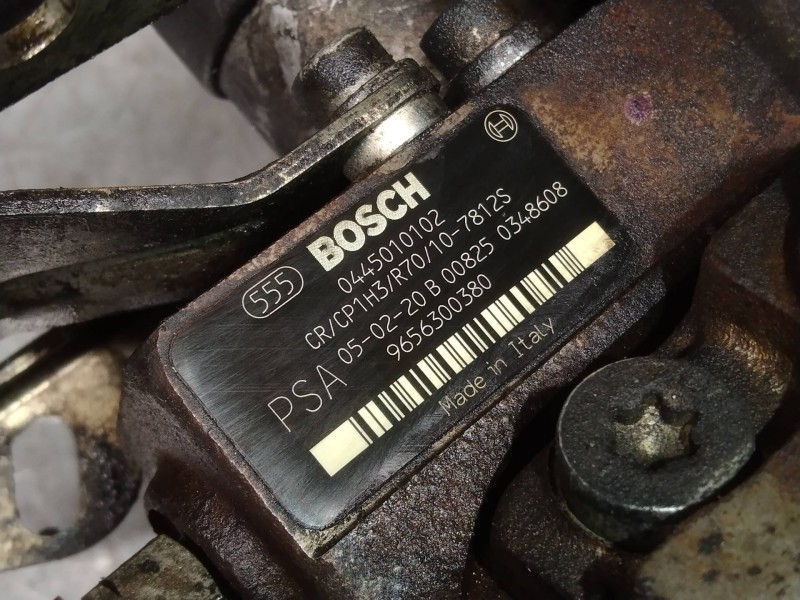 BOSCH
555
0445010102
CR/CP1H3/R70/10-7812S
PSA
05-02-20 B 00825 0348608
9656300380
Made in Italy